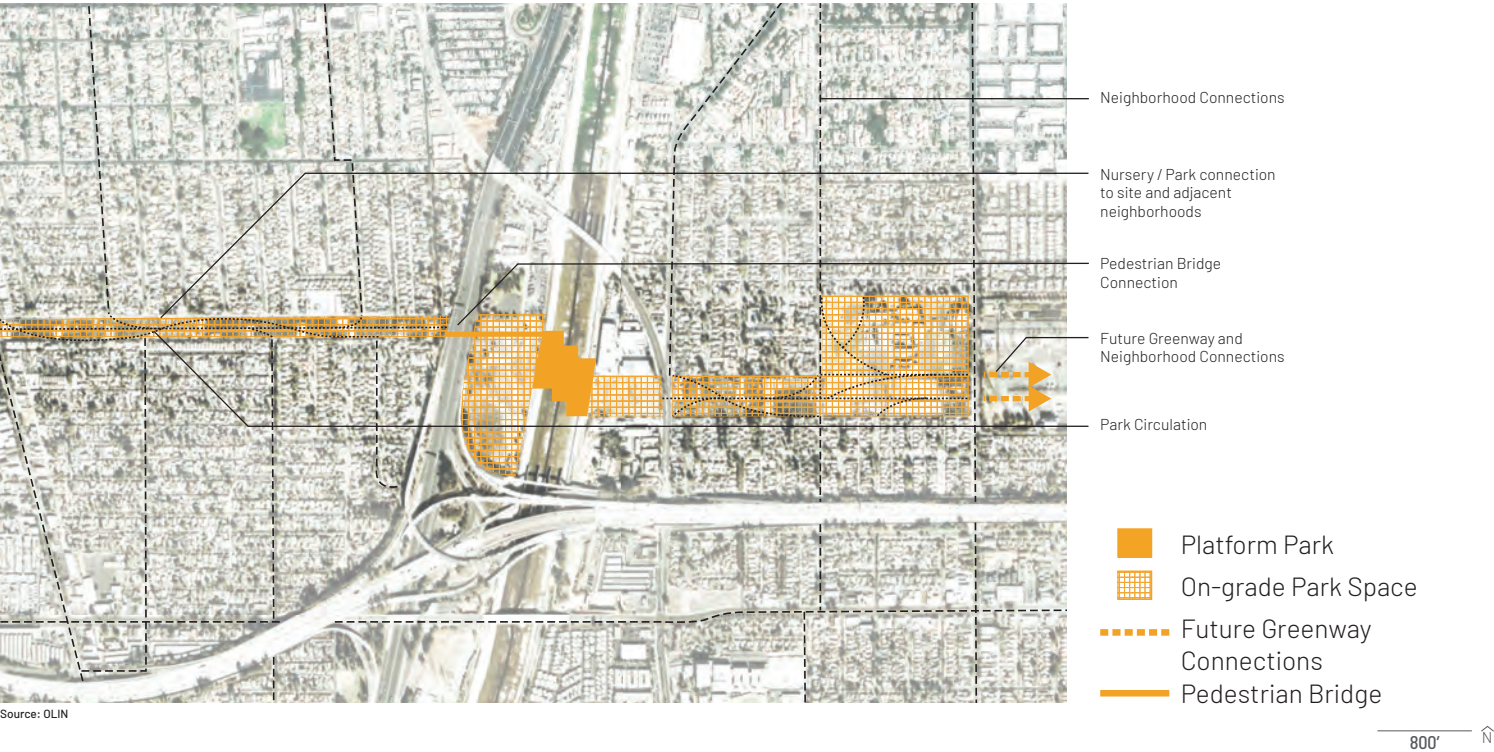 Neighborhood Connections
Nursery / Park connection
to site and adjacent
neighborhoods
Pedestrian Bridge
Connection
Future Greenway and
Neighborhood Connections
Park Circulation
Platform Park
On-grade Park Space
Future Greenway
Connections
Pedestrian Bridge
Source: OLIN
800'
N